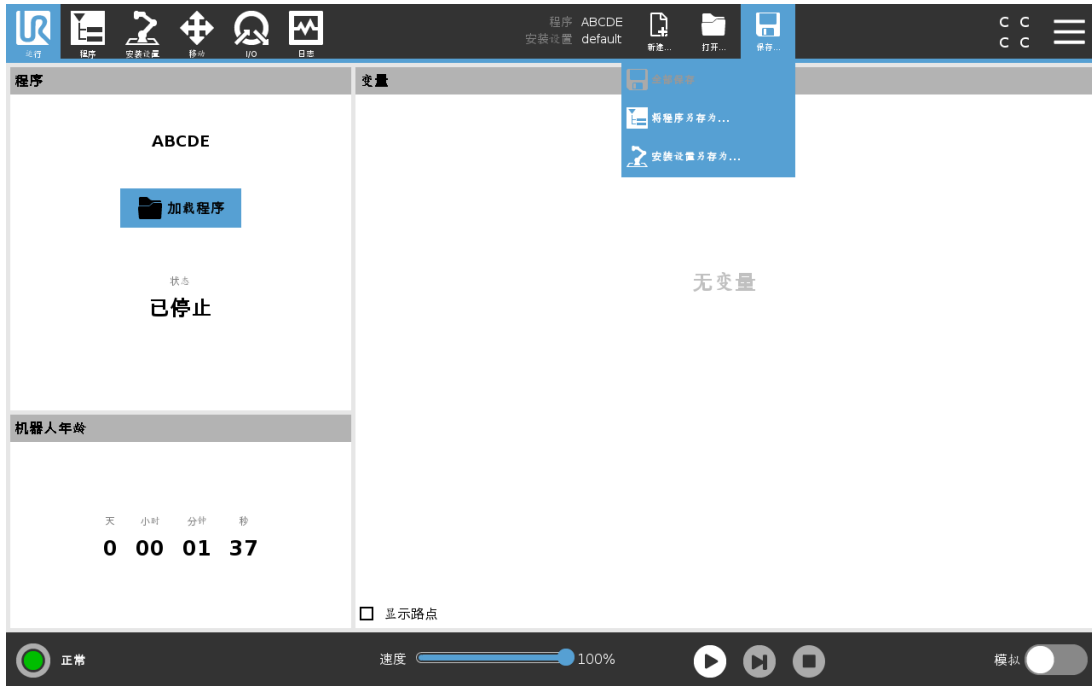 程序 ABCDE
安装设置 default
C C
C C
运行 程序 安装设置 移动 I/O 日志 新建... 打开... 保存...
程序
变量
全部保存
将程序另存为...
安装设置另存为...
ABCDE
加载程序
状态
已停止
无变量
机器人年龄
天 小时 分钟 秒
0 00 01 37
显示路点
正常
速度 100%
模拟